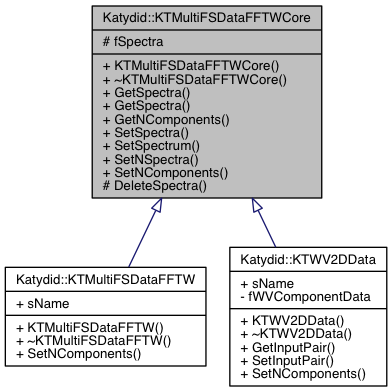 Katydid::KTMultiFSDataFFTWCore
# fSpectra
+ KTMultiFSDataFFTWCore()
+ ~KTMultiFSDataFFTWCore()
+ GetSpectra()
+ GetSpectra()
+ GetNComponents()
+ SetSpectra()
+ SetSpectrum()
+ SetNSpectra()
+ SetNComponents()
# DeleteSpectra()
Katydid::KTMultiFSDataFFTW
+ sName
+ KTMultiFSDataFFTW()
+ ~KTMultiFSDataFFTW()
+ SetNComponents()
Katydid::KTWV2DData
+ sName
- fWVComponentData
+ KTWV2DData()
+ ~KTWV2DData()
+ GetInputPair()
+ SetInputPair()
+ SetNComponents()